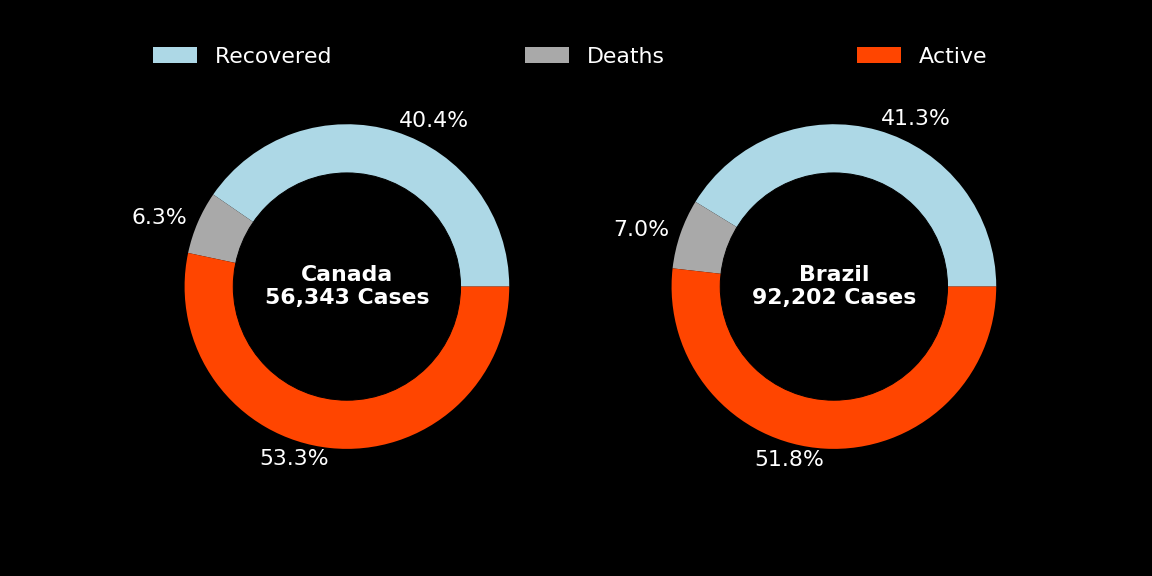 Recovered
Deaths
Active
40.4%
6.3%
Canada
56,343 Cases
53.3%
41.3%
7.0%
Brazil
92,202 Cases
51.8%